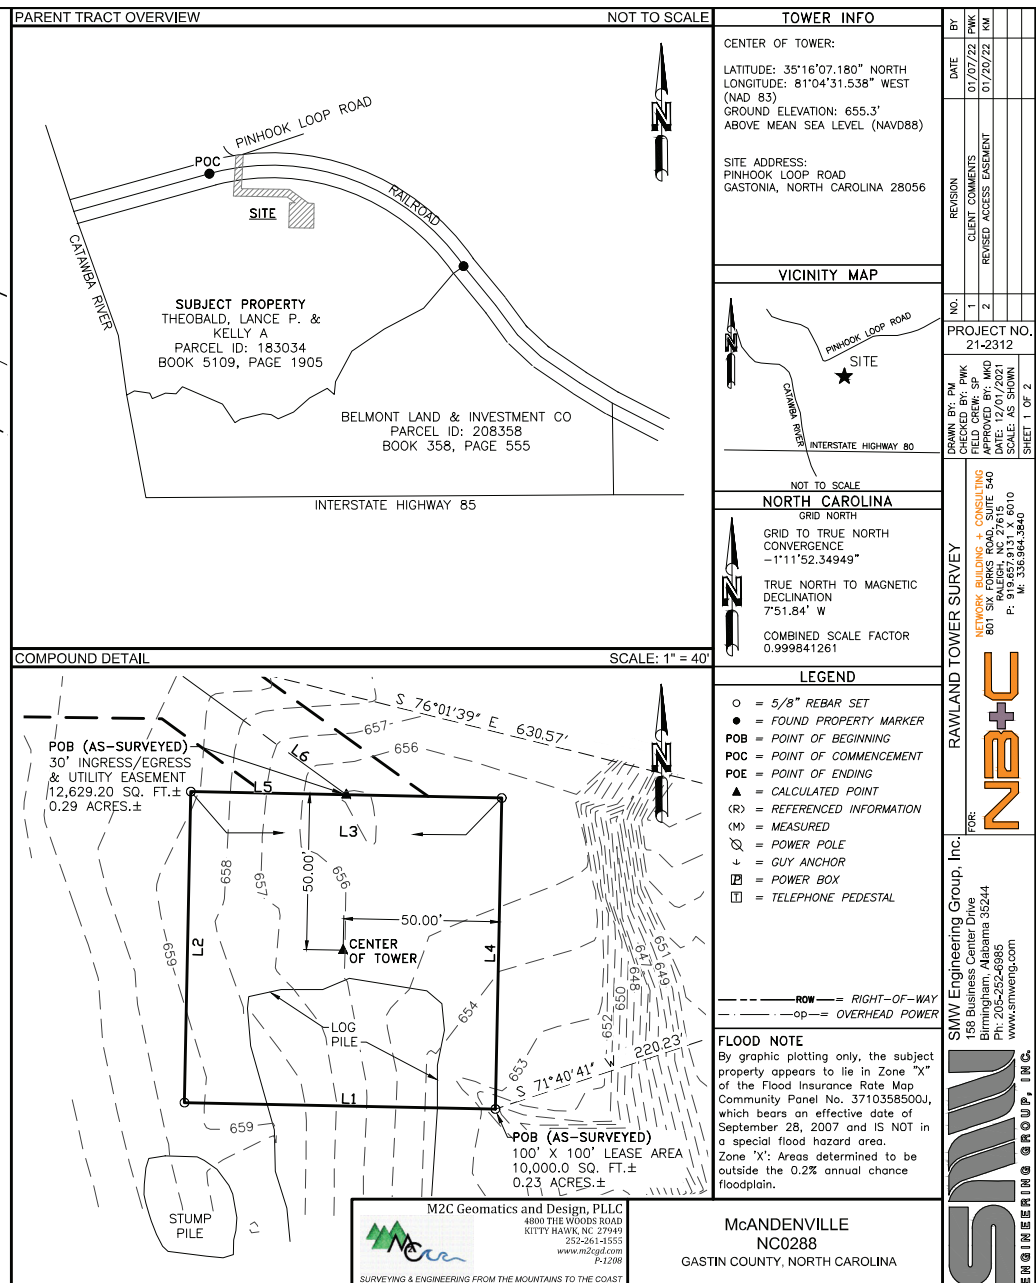 PARENT TRACT OVERVIEW
NOT TO SCALE
PINHOOK LOOP ROAD
POC
SITE
RAILROAD
CATAWBA RIVER
SUBJECT PROPERTY
THEOBALD, LANCE P. &
KELLY A
PARCEL ID: 183034
BOOK 5109, PAGE 1905
BELMONT LAND & INVESTMENT CO
PARCEL ID: 208358
BOOK 358, PAGE 555
INTERSTATE HIGHWAY 85
N
COMPOUND DETAIL
SCALE: 1" = 40'
S 76°01'39" E 630.57'
657
656
POB (AS-SURVEYED)
30' INGRESS/EGRESS
& UTILITY EASEMENT
12,629.20 SQ. FT.±
0.29 ACRES.±
L6
L5
L3
N
658
657
656
50.00'
50.00'
659
L2
CENTER
OF TOWER
L4
654
651
649
647
648
650
652
LOG
PILE
653
S 71°40'41" W 220.23'
L1
659
POB (AS-SURVEYED)
100' X 100' LEASE AREA
10,000.0 SQ. FT.±
0.23 ACRES.±
STUMP
PILE
TOWER INFO
CENTER OF TOWER:
LATITUDE: 35°16'07.180" NORTH
LONGITUDE: 81°04'31.538" WEST
(NAD 83)
GROUND ELEVATION: 655.3'
ABOVE MEAN SEA LEVEL (NAVD88)
SITE ADDRESS:
PINHOOK LOOP ROAD
GASTONIA, NORTH CAROLINA 28056
VICINITY MAP
N
PINHOOK LOOP ROAD
SITE
CATAWBA RIVER
INTERSTATE HIGHWAY 80
NOT TO SCALE
NORTH CAROLINA
GRID NORTH
GRID TO TRUE NORTH
CONVERGENCE
-1°11'52.34949"
N
TRUE NORTH TO MAGNETIC
DECLINATION
7°51.84' W
COMBINED SCALE FACTOR
0.999841261
LEGEND
= 5/8" REBAR SET
= FOUND PROPERTY MARKER
POB = POINT OF BEGINNING
POC = POINT OF COMMENCEMENT
POE = POINT OF ENDING
= CALCULATED POINT
(R) = REFERENCED INFORMATION
(M) = MEASURED
= POWER POLE
= GUY ANCHOR
P = POWER BOX
T = TELEPHONE PEDESTAL
ROW = RIGHT-OF-WAY
op = OVERHEAD POWER
FLOOD NOTE
By graphic plotting only, the subject
property appears to lie in Zone "X"
of the Flood Insurance Rate Map
Community Panel No. 3710358500J,
which bears an effective date of
September 28, 2007 and IS NOT in
a special flood hazard area.
Zone 'X': Areas determined to be
outside the 0.2% annual chance
floodplain.
M2C Geomatics and Design, PLLC
4800 THE WOODS ROAD
KITTY HAWK, NC 27949
252-261-1555
www.m2cgd.com
P-1208
SURVEYING & ENGINEERING FROM THE MOUNTAINS TO THE COAST
McANDENVILLE
NC0288
GASTIN COUNTY, NORTH CAROLINA
NO. REVISION DATE BY
1 CLIENT COMMENTS 01/07/22 PWK
2 REVISED ACCESS EASEMENT 01/20/22 KM
PROJECT NO.
21-2312
DRAWN BY: PM
CHECKED BY: PWK
FIELD CREW: SP
APPROVED BY: MKD
DATE: 12/01/2021
SCALE: AS SHOWN
SHEET 1 OF 2
RAWLAND TOWER SURVEY
FOR:
NB+C
NETWORK BUILDING + CONSULTING
801 SIX FORKS ROAD, SUITE 540
RALEIGH, NC 27615
P: 919.657.9131 X 6010
M: 336.964.3840
SMW Engineering Group, Inc.
158 Business Center Drive
Birmingham, Alabama 35244
Ph: 205-252-6985
www.smweng.com
SMW
ENGINEERING GROUP, INC.